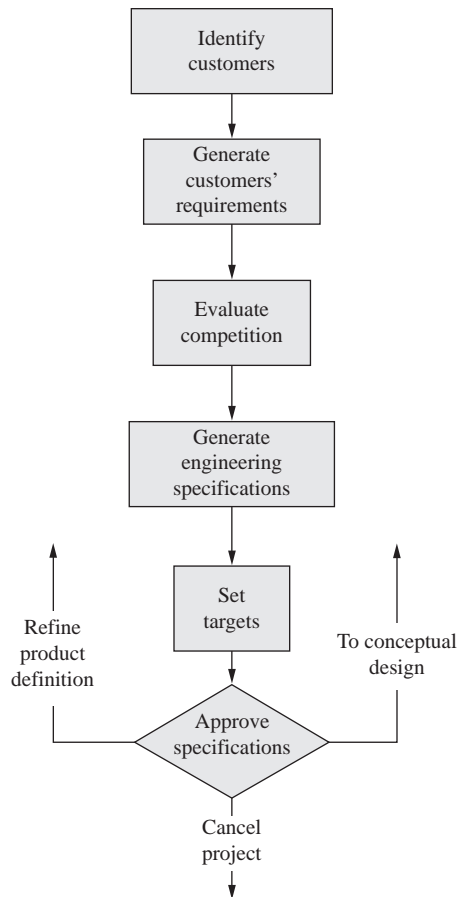 Identify
customers
Generate
customers’
requirements
Evaluate
competition
Generate
engineering
specifications
Set
targets
Refine
product
definition
To conceptual
design
Approve
specifications
Cancel
project